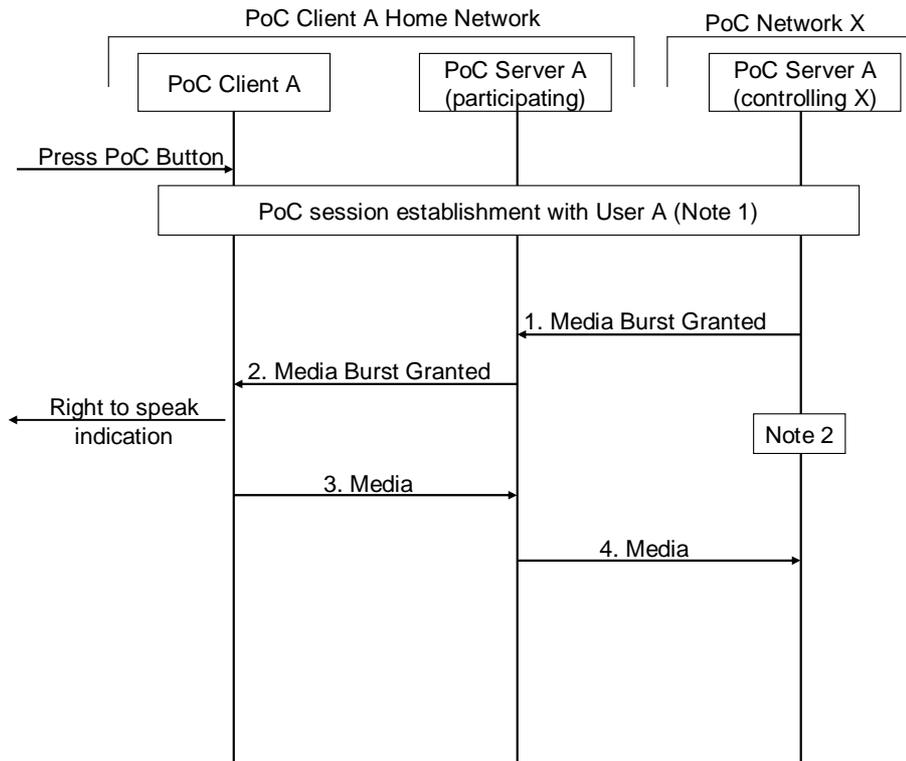 PoC Client A Home Network
PoC Network X
PoC Client A
PoC Server A
(participating)
PoC Server A
(controlling X)
Press PoC Button
PoC session establishment with User A (Note 1)
1. Media Burst Granted
2. Media Burst Granted
Right to speak
indication
Note 2
3. Media
4. Media